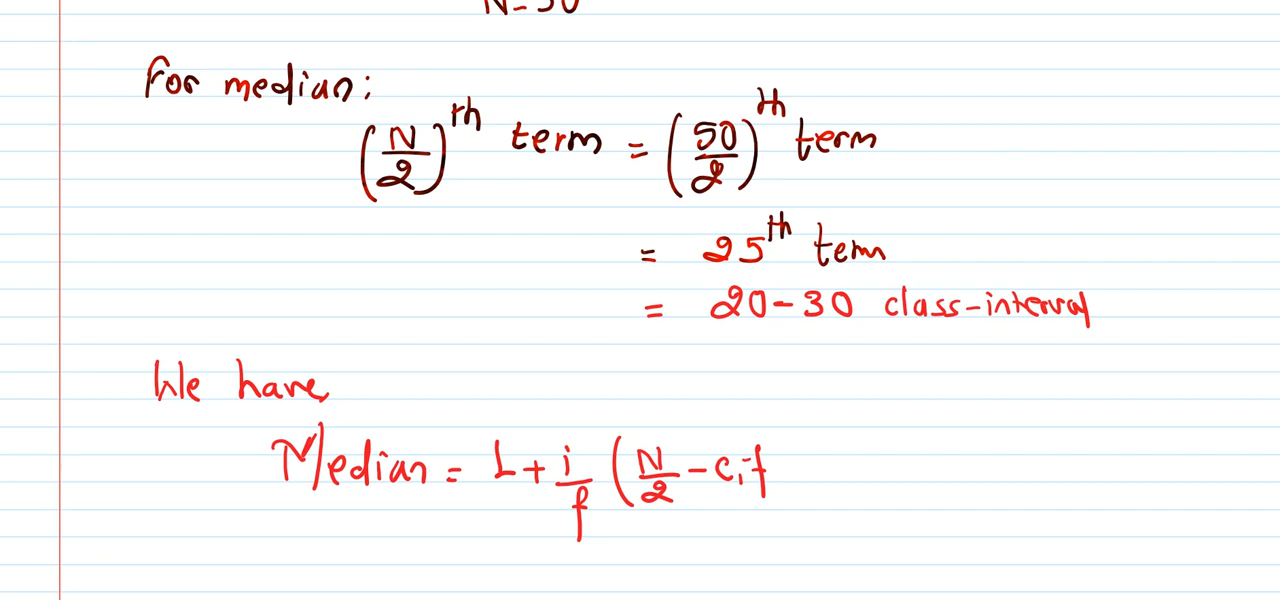 N=50
For median:
(N/2)th term = (50/2)th term
= 25th term
= 20-30 class-interval
We have,
Median = L + i/f (N/2 - c.f